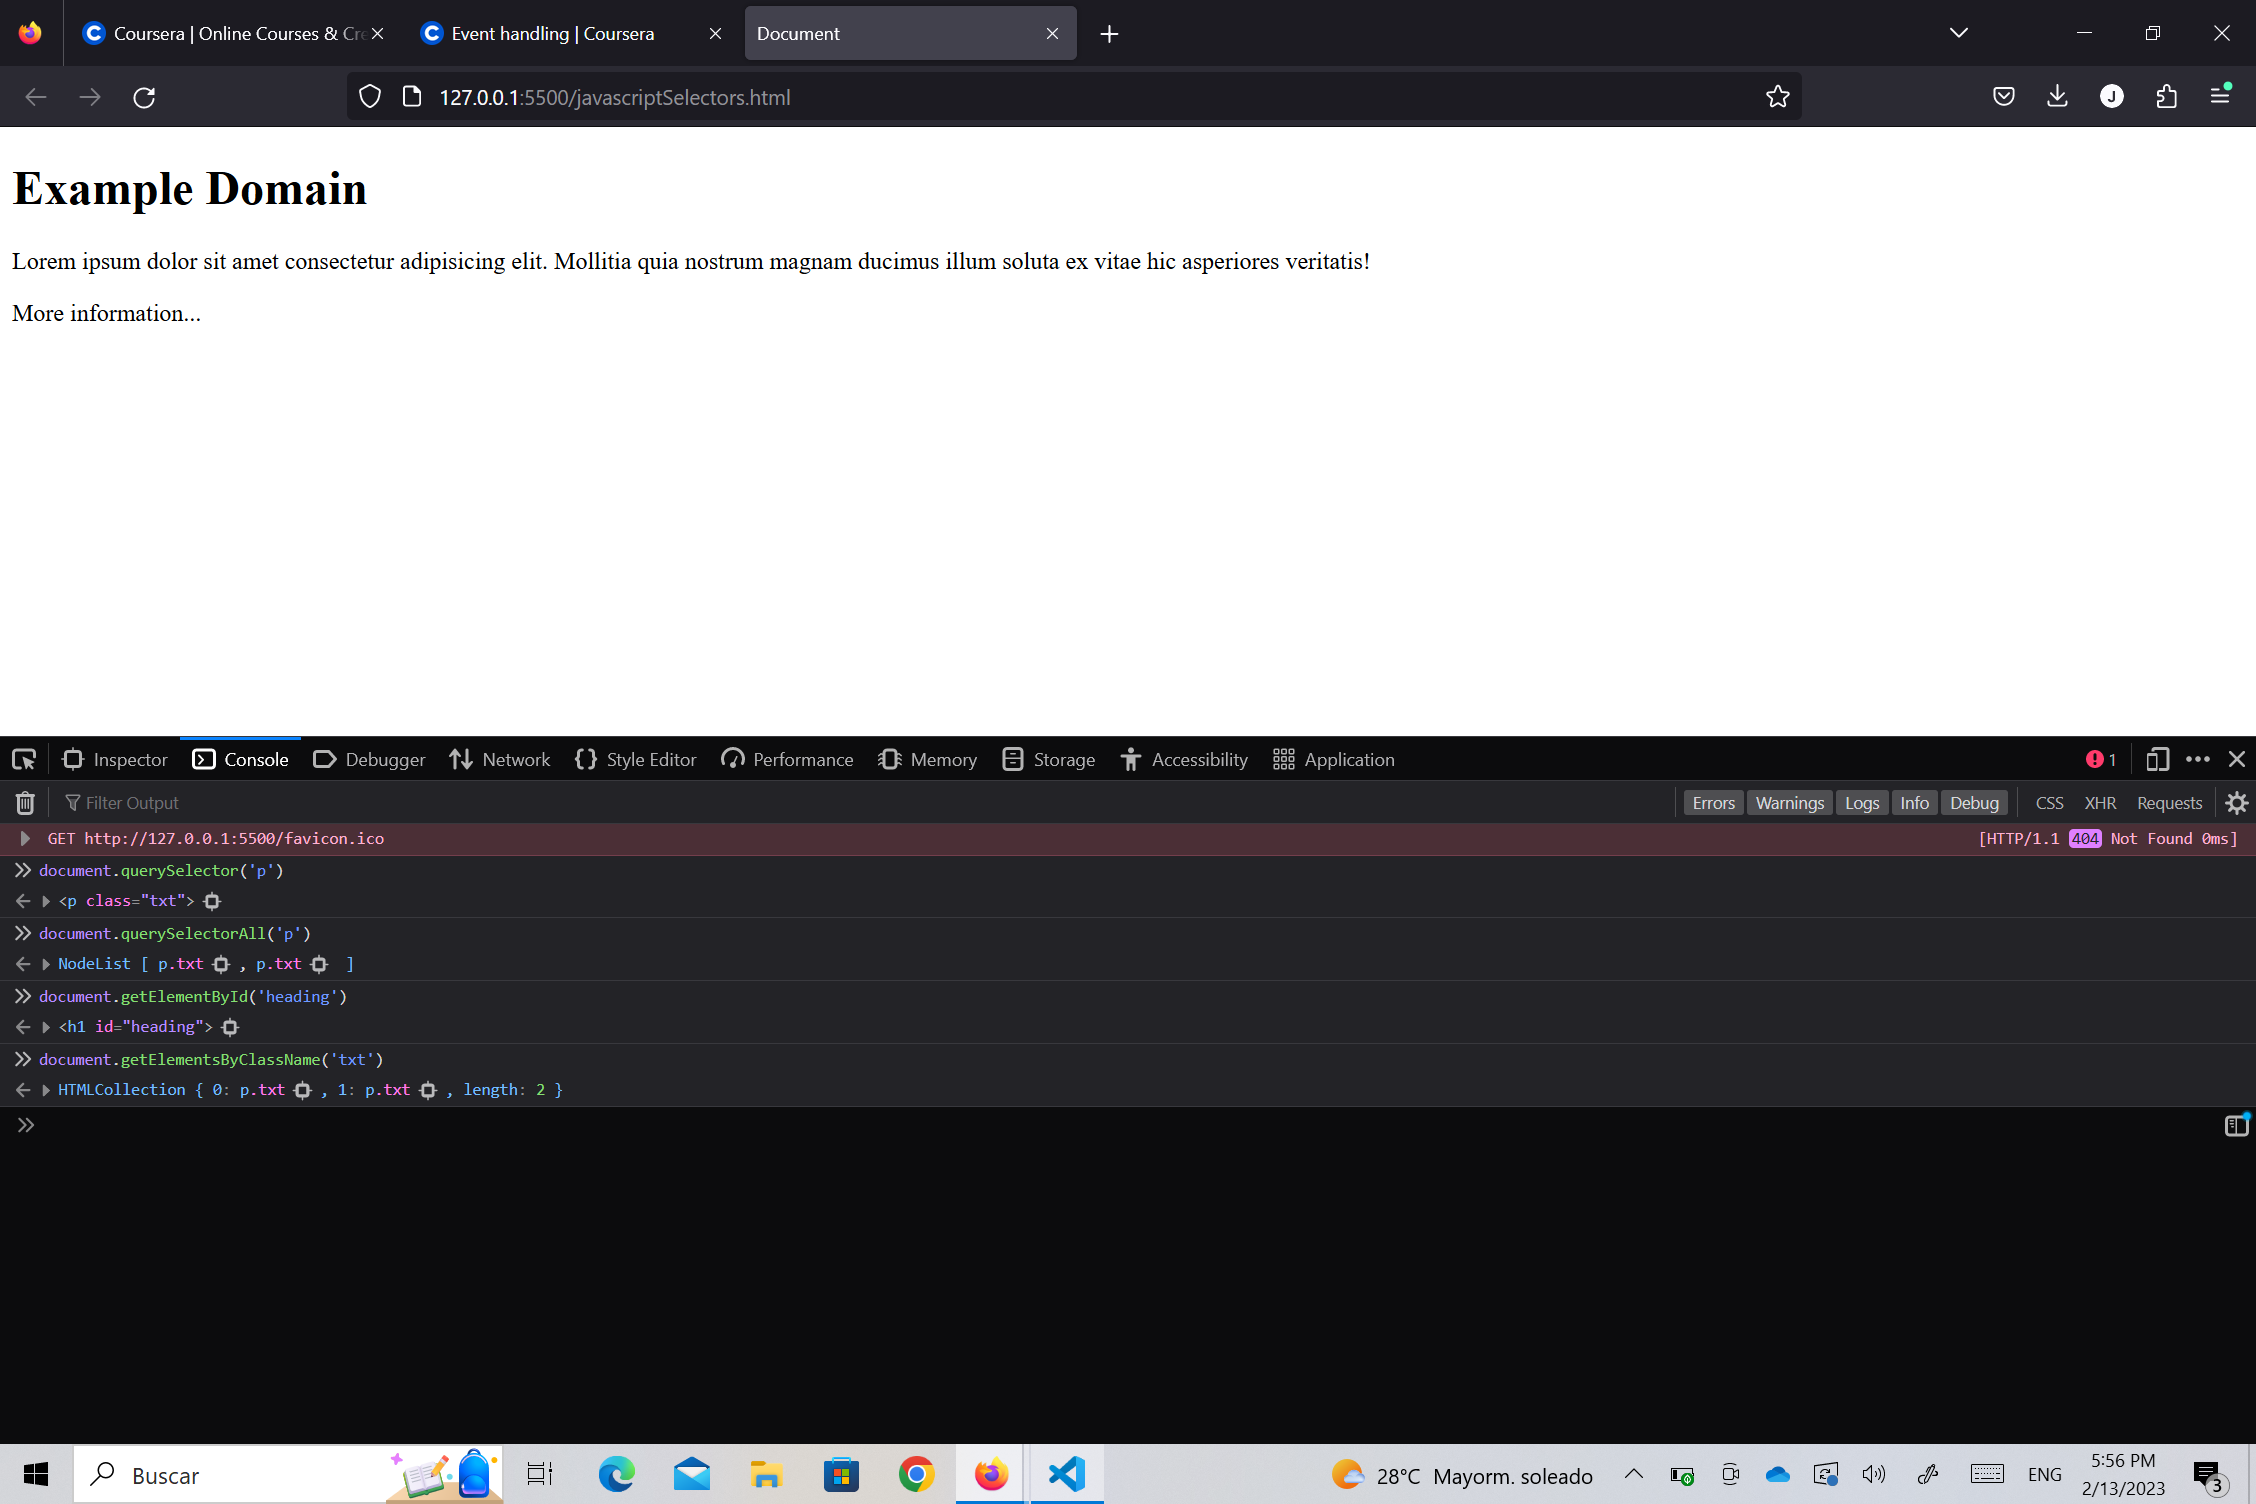 Coursera | Online Courses & Cre
Event handling | Coursera
Document
127.0.0.1:5500/javascriptSelectors.html
J
Example Domain
Lorem ipsum dolor sit amet consectetur adipisicing elit. Mollitia quia nostrum magnam ducimus illum soluta ex vitae hic asperiores veritatis!
More information...
Inspector Console Debugger Network Style Editor Performance Memory Storage Accessibility Application 1
Filter Output Errors Warnings Logs Info Debug CSS XHR Requests
GET http://127.0.0.1:5500/favicon.ico [HTTP/1.1 404 Not Found 0ms]
document.querySelector('p')
<p class="txt">
document.querySelectorAll('p')
NodeList [ p.txt , p.txt ]
document.getElementById('heading')
<h1 id="heading">
document.getElementsByClassName('txt')
HTMLCollection { 0: p.txt , 1: p.txt , length: 2 }
Buscar
28°C Mayorm. soleado
ENG
5:56 PM
2/13/2023
3